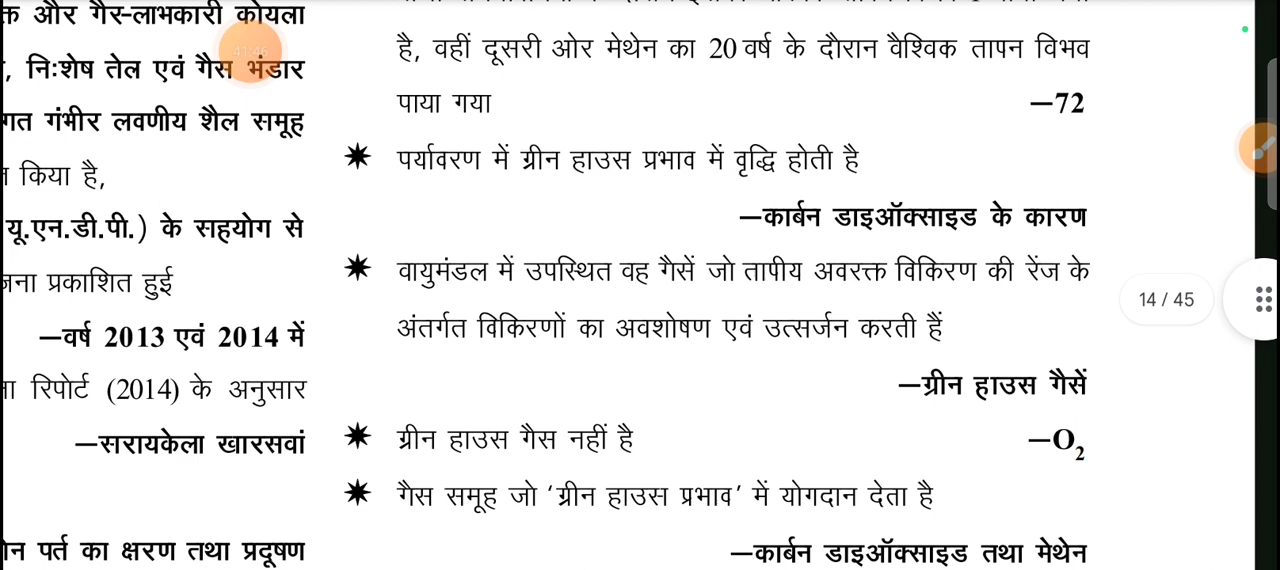 और गैर-लाभकारी कोयला
, निःशेष तेल एवं गैस भंडार
गत गंभीर लवणीय शैल समूह
किया है,
यू.एन.डी.पी.) के सहयोग से
जना प्रकाशित हुई
—वर्ष 2013 एवं 2014 में
रिपोर्ट (2014) के अनुसार
—सरायकेला खारसवां
पर्त का क्षरण तथा प्रदूषण
41:46
है, वहीं दूसरी ओर मेथेन का 20 वर्ष के दौरान वैश्विक तापन विभव
पाया गया —72
✷ पर्यावरण में ग्रीन हाउस प्रभाव में वृद्धि होती है
—कार्बन डाइऑक्साइड के कारण
✷ वायुमंडल में उपस्थित वह गैसें जो तापीय अवरक्त विकिरण की रेंज के
अंतर्गत विकिरणों का अवशोषण एवं उत्सर्जन करती हैं
—ग्रीन हाउस गैसें
✷ ग्रीन हाउस गैस नहीं है —O₂
✷ गैस समूह जो ‘ग्रीन हाउस प्रभाव’ में योगदान देता है
—कार्बन डाइऑक्साइड तथा मेथेन
14 / 45